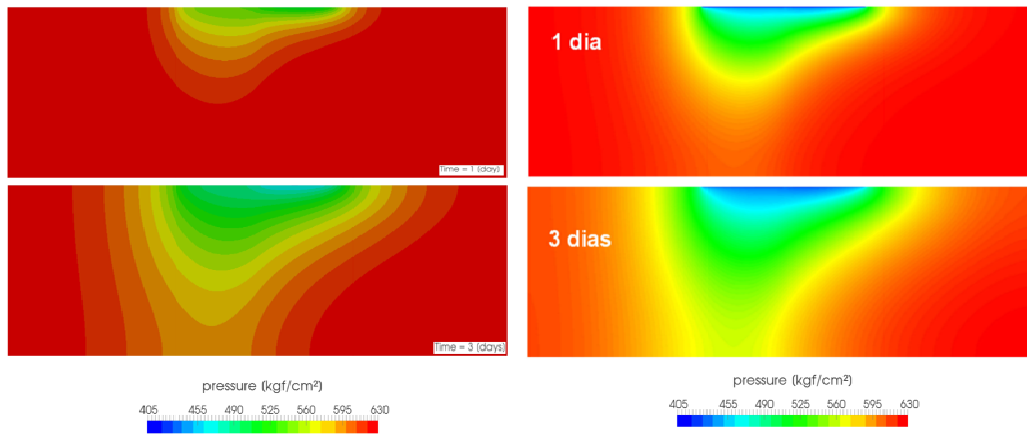 1 dia
Time = 1 (days)
3 dias
Time = 3 (days)
pressure (kgf/cm²)
405 455 490 525 560 595 630
pressure (kgf/cm²)
405 455 490 525 560 595 630